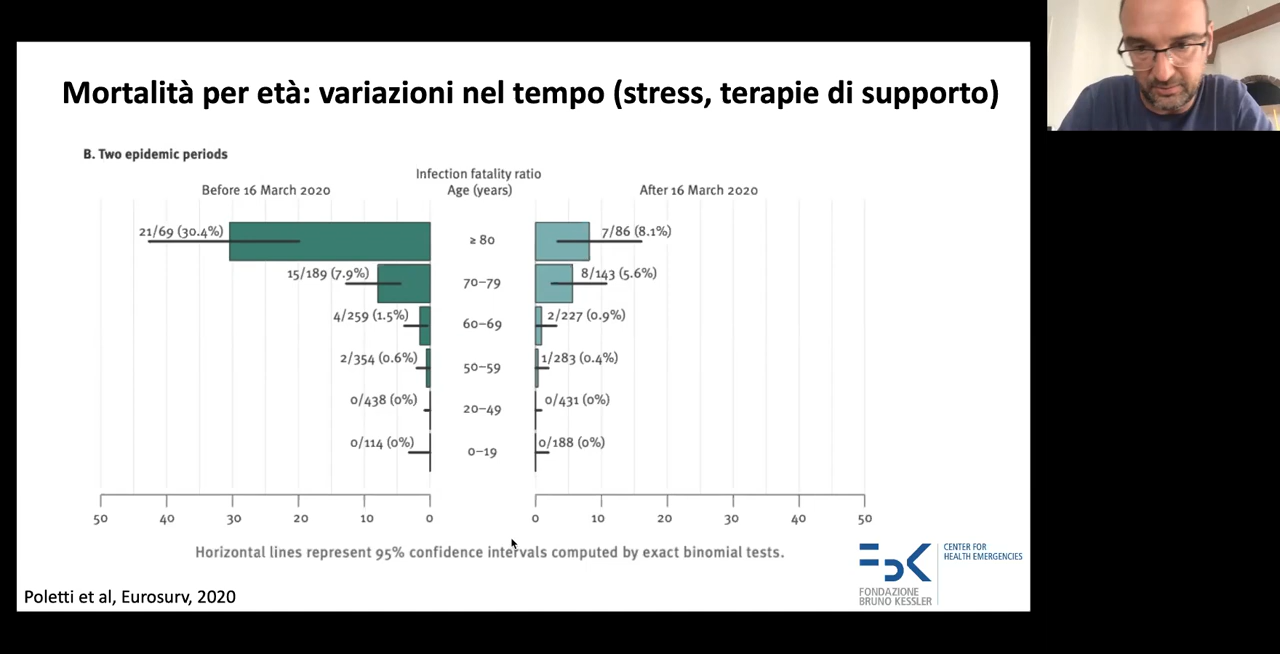 Mortalità per età: variazioni nel tempo (stress, terapie di supporto)
B. Two epidemic periods
Infection fatality ratio
Before 16 March 2020 Age (years) After 16 March 2020
21/69 (30.4%) ≥ 80 7/86 (8.1%)
15/189 (7.9%) 70–79 8/143 (5.6%)
4/259 (1.5%) 60–69 2/227 (0.9%)
2/354 (0.6%) 50–59 1/283 (0.4%)
0/438 (0%) 20–49 0/431 (0%)
0/114 (0%) 0–19 0/188 (0%)
50 40 30 20 10 0 0 10 20 30 40 50
Horizontal lines represent 95% confidence intervals computed by exact binomial tests.
FBK
CENTER FOR
HEALTH EMERGENCIES
FONDAZIONE
BRUNO KESSLER
Poletti et al, Eurosurv, 2020